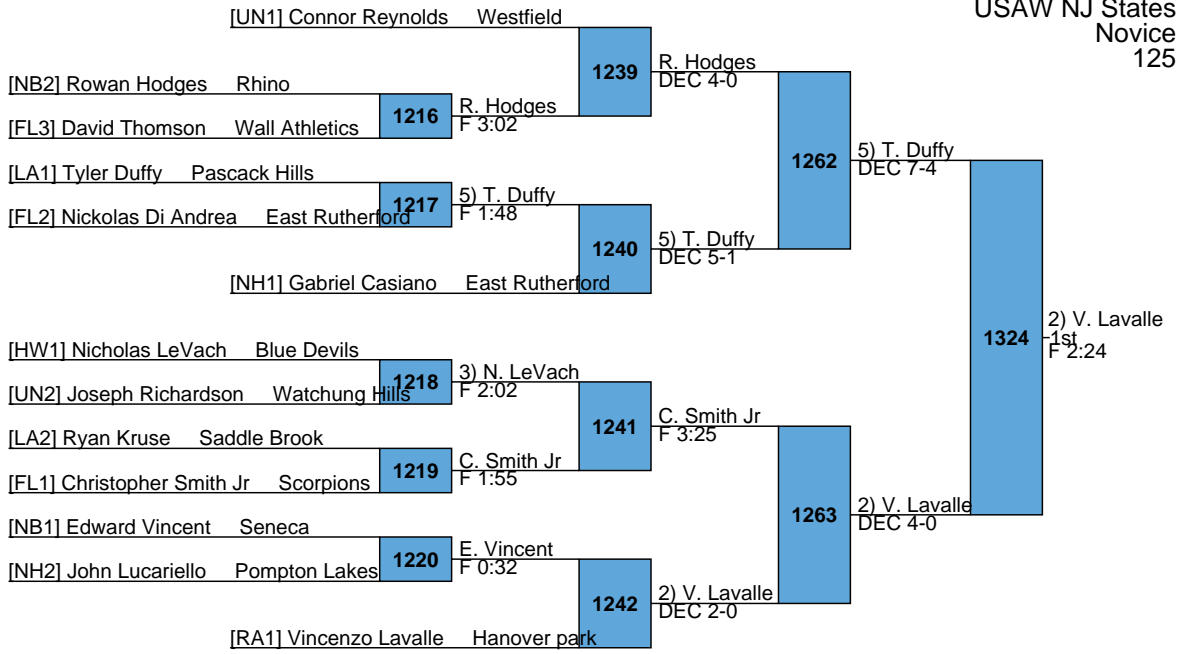 USAW NJ States
Novice
125
[UN1] Connor Reynolds Westfield
1239
R. Hodges
DEC 4-0
[NB2] Rowan Hodges Rhino
1216
R. Hodges
F 3:02
[FL3] David Thomson Wall Athletics
1262
5) T. Duffy
DEC 7-4
[LA1] Tyler Duffy Pascack Hills
1217
5) T. Duffy
F 1:48
[FL2] Nickolas Di Andrea East Rutherford
1240
5) T. Duffy
DEC 5-1
[NH1] Gabriel Casiano East Rutherford
1324
2) V. Lavalle
1st
F 2:24
[HW1] Nicholas LeVach Blue Devils
1218
3) N. LeVach
F 2:02
[UN2] Joseph Richardson Watchung Hills
1241
C. Smith Jr
F 3:25
[LA2] Ryan Kruse Saddle Brook
1219
C. Smith Jr
F 1:55
[FL1] Christopher Smith Jr Scorpions
1263
2) V. Lavalle
DEC 4-0
[NB1] Edward Vincent Seneca
1220
E. Vincent
F 0:32
[NH2] John Lucariello Pompton Lakes
1242
2) V. Lavalle
DEC 2-0
[RA1] Vincenzo Lavalle Hanover park